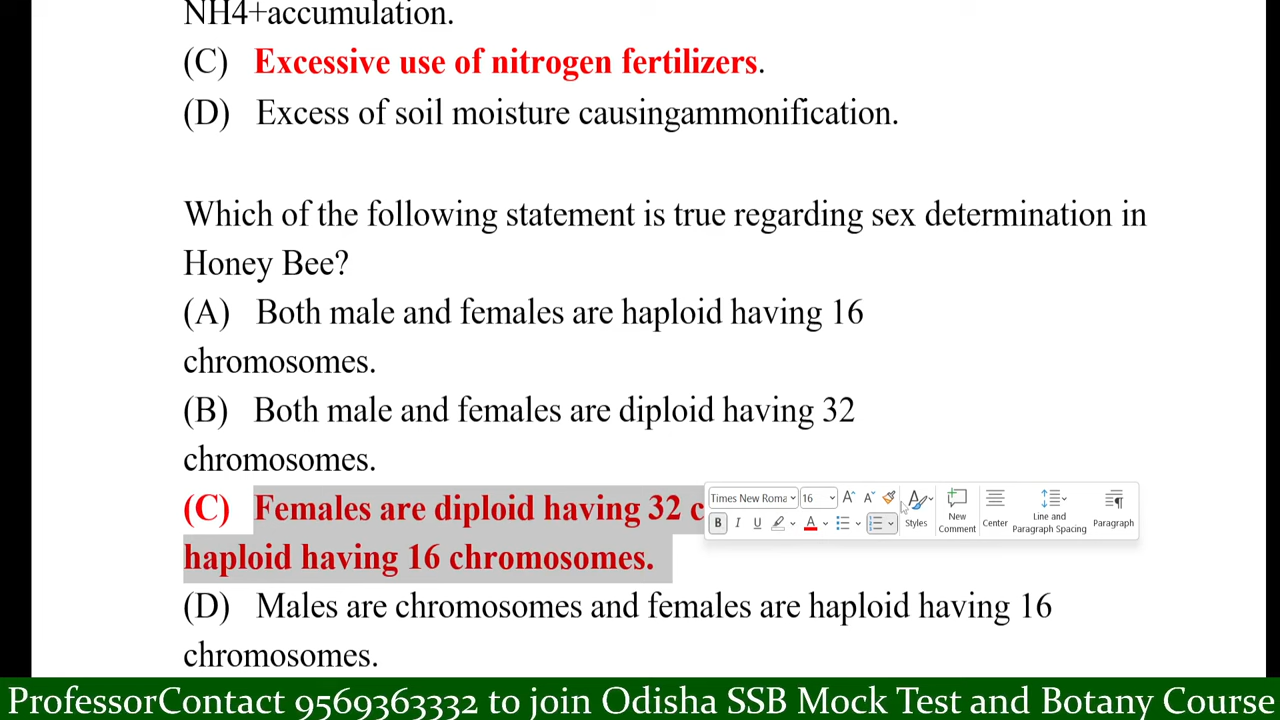 NH4+accumulation.
(C) Excessive use of nitrogen fertilizers.
(D) Excess of soil moisture causingammonification.
Which of the following statement is true regarding sex determination in
Honey Bee?
(A) Both male and females are haploid having 16
chromosomes.
(B) Both male and females are diploid having 32
chromosomes.
(C) Females are diploid having 32 c
haploid having 16 chromosomes.
Times New Roma 16
Styles
New
Comment
Center
Line and
Paragraph Spacing
Paragraph
B I U A
(D) Males are chromosomes and females are haploid having 16
chromosomes.
ProfessorContact 9569363332 to join Odisha SSB Mock Test and Botany Course